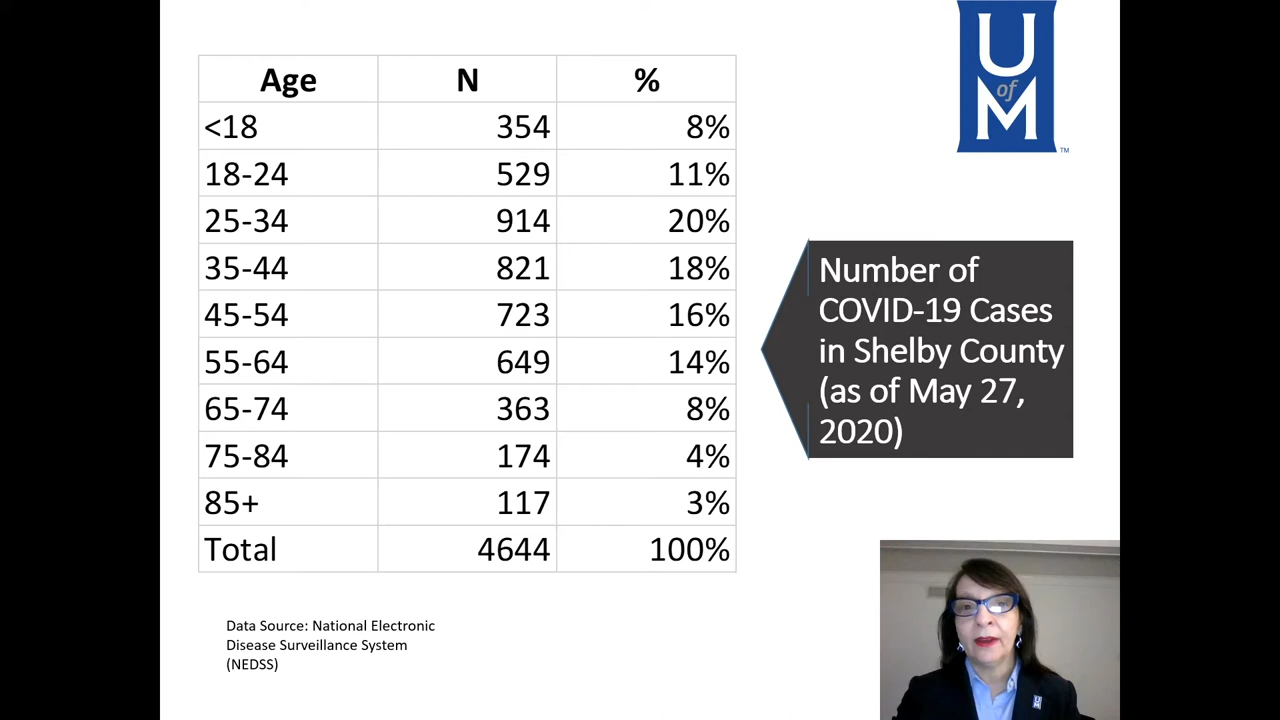 Age N %
<18 354 8%
18-24 529 11%
25-34 914 20%
35-44 821 18%
45-54 723 16%
55-64 649 14%
65-74 363 8%
75-84 174 4%
85+ 117 3%
Total 4644 100%
Data Source: National Electronic
Disease Surveillance System
(NEDSS)
U
of
M
TM
Number of
COVID-19 Cases
in Shelby County
(as of May 27,
2020)
U
M